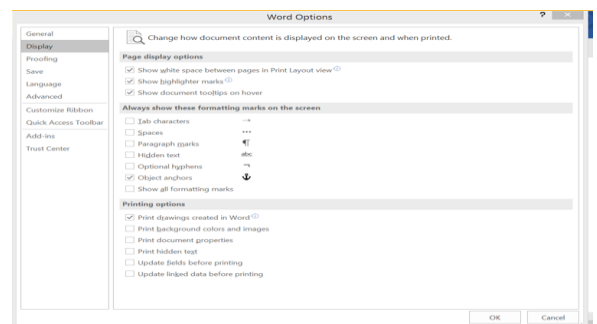 Word Options
?
General
Display
Proofing
Save
Language
Advanced
Customize Ribbon
Quick Access Toolbar
Add-ins
Trust Center
Change how document content is displayed on the screen and when printed.
Page display options
Show white space between pages in Print Layout view
Show highlighter marks
Show document tooltips on hover
Always show these formatting marks on the screen
Tab characters →
Spaces ···
Paragraph marks ¶
Hidden text abc
Optional hyphens ¬
Object anchors
Show all formatting marks
Printing options
Print drawings created in Word
Print background colors and images
Print document properties
Print hidden text
Update fields before printing
Update linked data before printing
OK Cancel